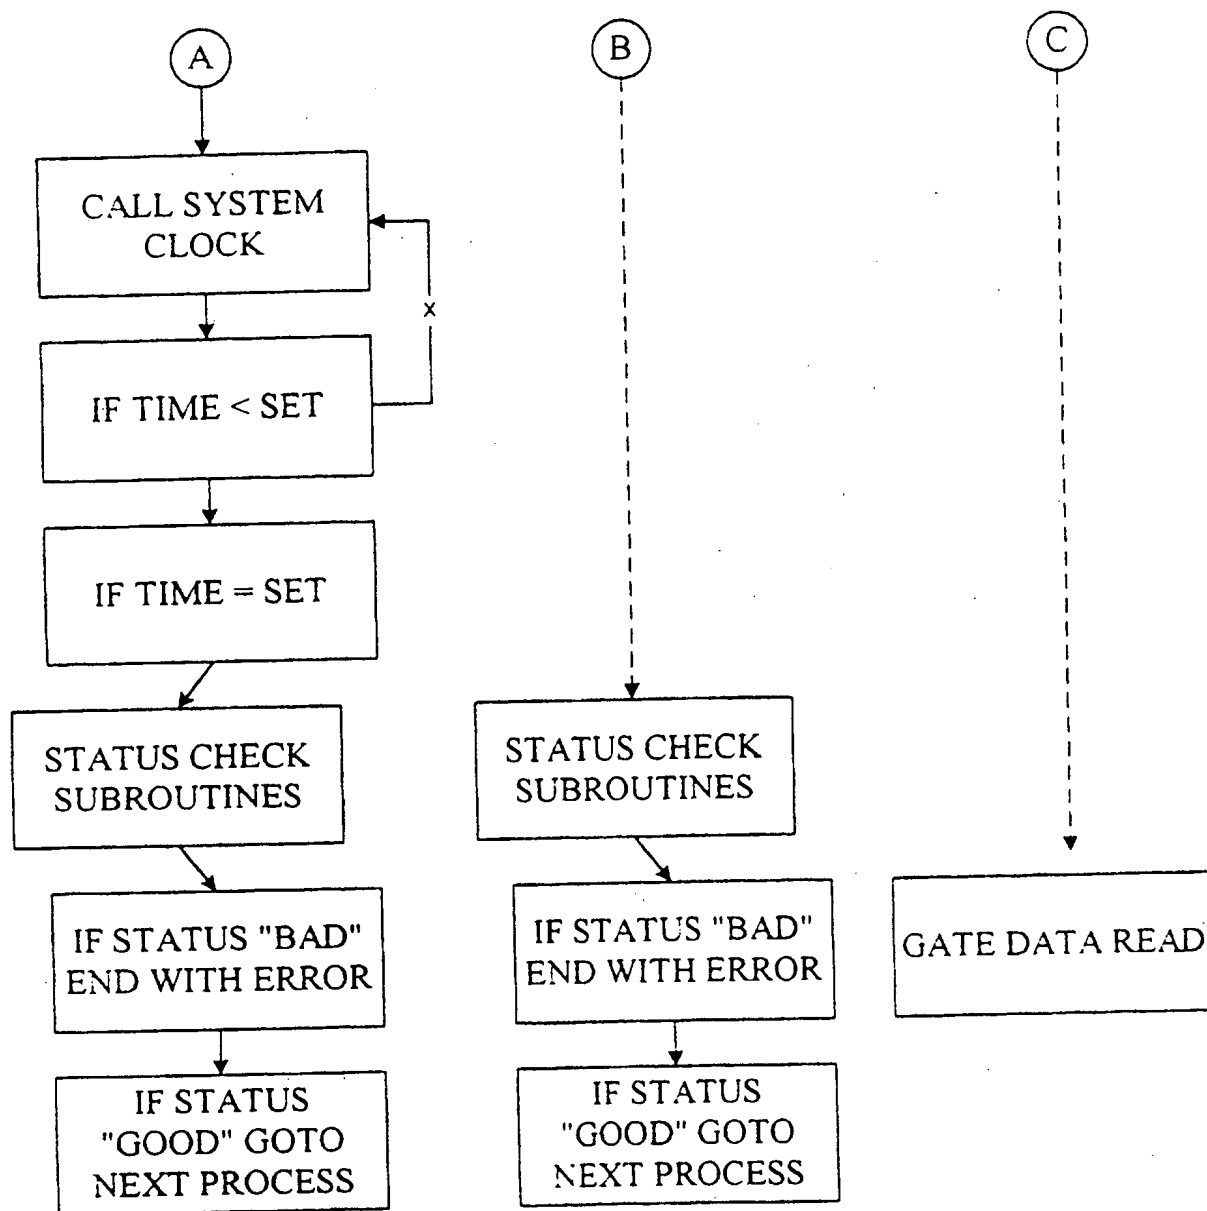 A
B
C
CALL SYSTEM
CLOCK
x
IF TIME < SET
IF TIME = SET
STATUS CHECK
SUBROUTINES
STATUS CHECK
SUBROUTINES
IF STATUS "BAD"
END WITH ERROR
IF STATUS "BAD"
END WITH ERROR
GATE DATA READ
IF STATUS
"GOOD" GOTO
NEXT PROCESS
IF STATUS
"GOOD" GOTO
NEXT PROCESS